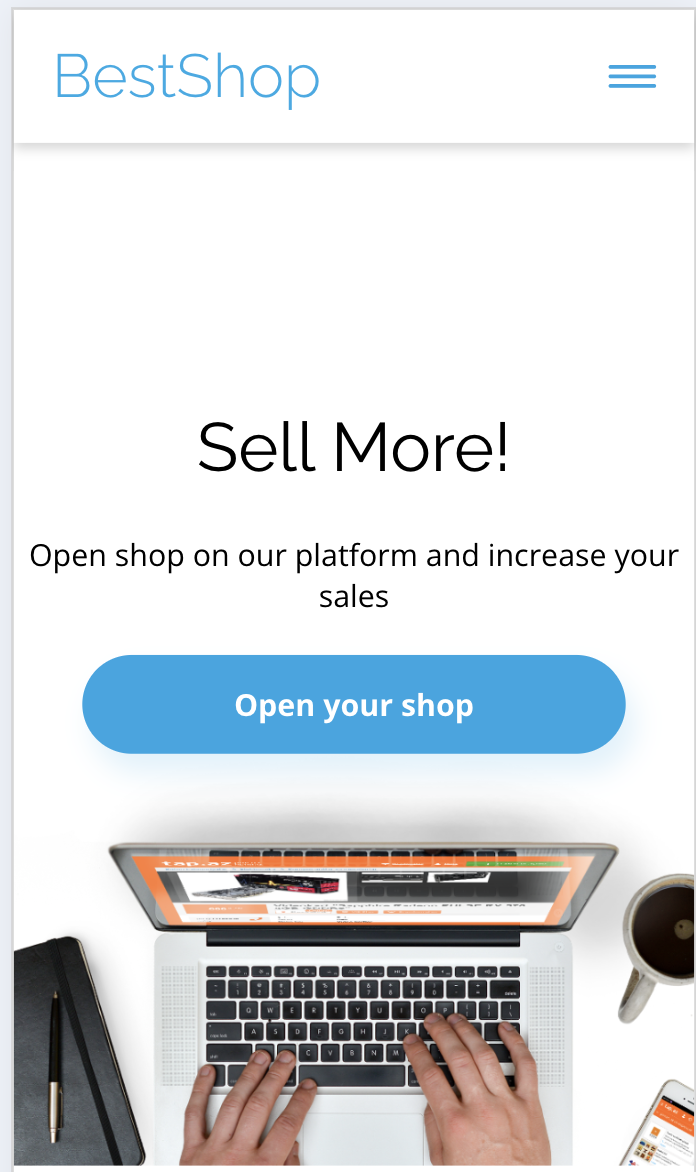 BestShop
Sell More!
Open shop on our platform and increase your
sales
Open your shop
tap.az